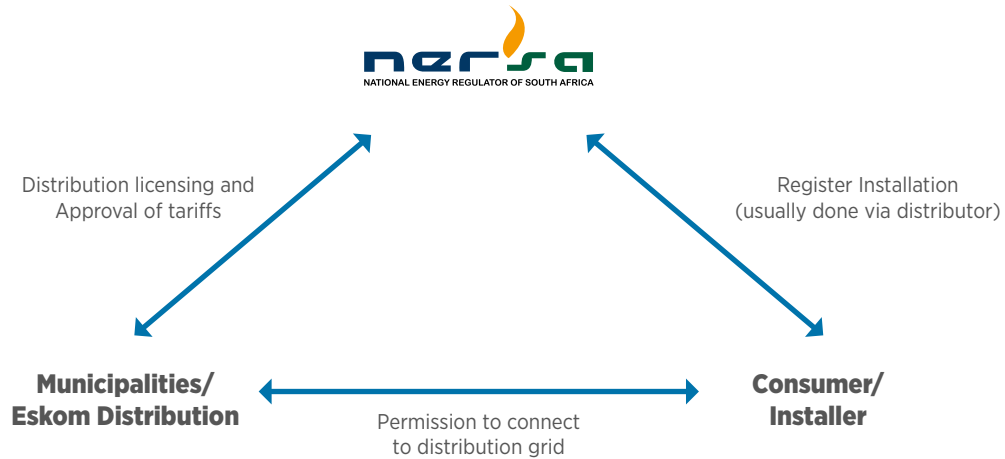 nersa
NATIONAL ENERGY REGULATOR OF SOUTH AFRICA
Distribution licensing and
Approval of tariffs
Register Installation
(usually done via distributor)
Municipalities/
Eskom Distribution
Consumer/
Installer
Permission to connect
to distribution grid